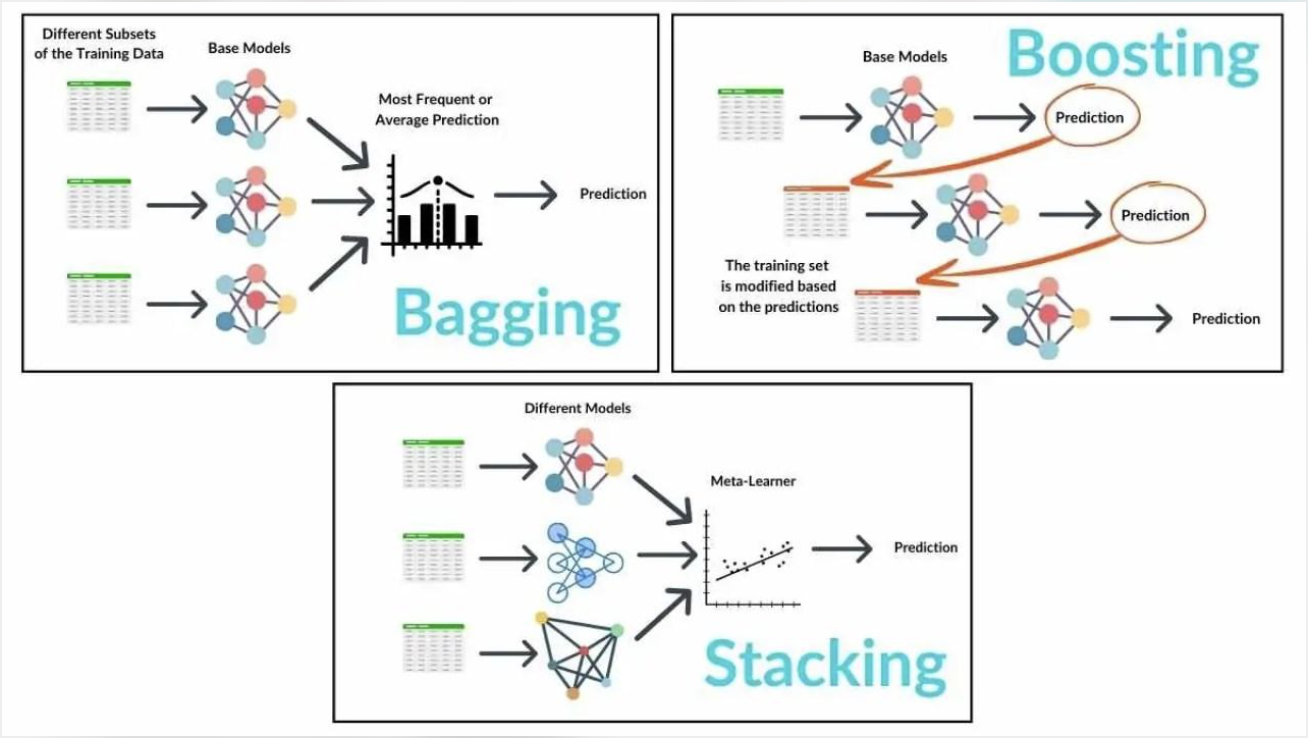 Different Subsets
of the Training Data
Base Models
Most Frequent or
Average Prediction
Prediction
Bagging
Boosting
Base Models
Prediction
Prediction
The training set
is modified based
on the predictions
Prediction
Different Models
Meta-Learner
Prediction
Stacking